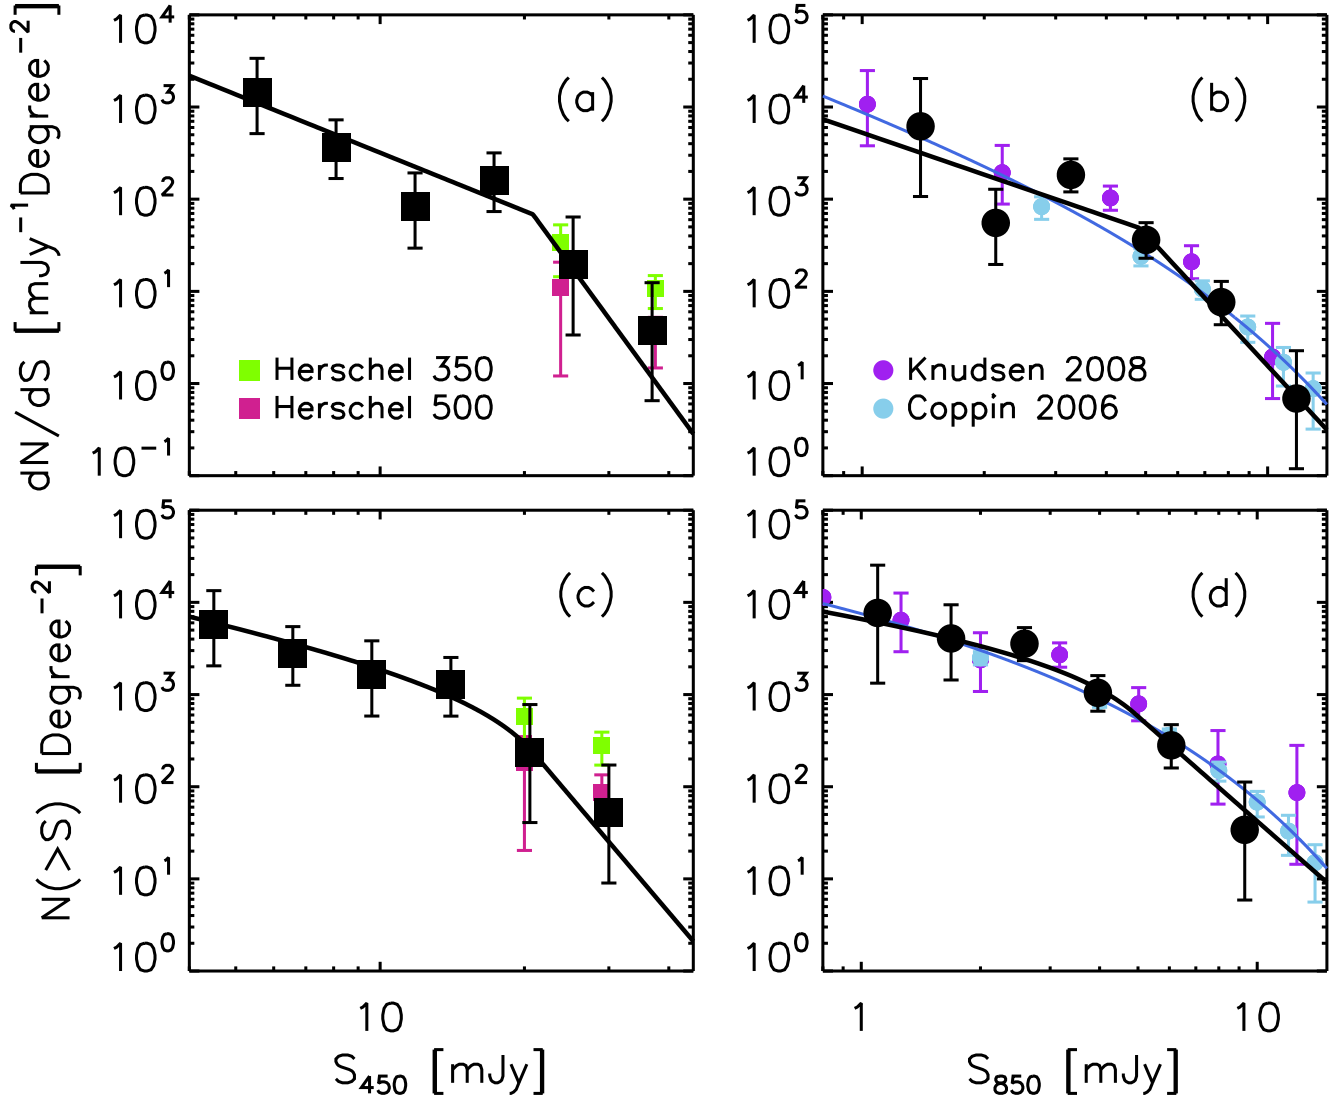 dN/dS [mJy⁻¹Degree⁻²]
10⁴
10³
10²
10¹
10⁰
10⁻¹
(a)
Herschel 350
Herschel 500
10⁵
10⁴
10³
10²
10¹
10⁰
(b)
Knudsen 2008
Coppin 2006
N(>S) [Degree⁻²]
10⁵
10⁴
10³
10²
10¹
10⁰
(c)
10
S₄₅₀ [mJy]
10⁵
10⁴
10³
10²
10¹
10⁰
(d)
1 10
S₈₅₀ [mJy]